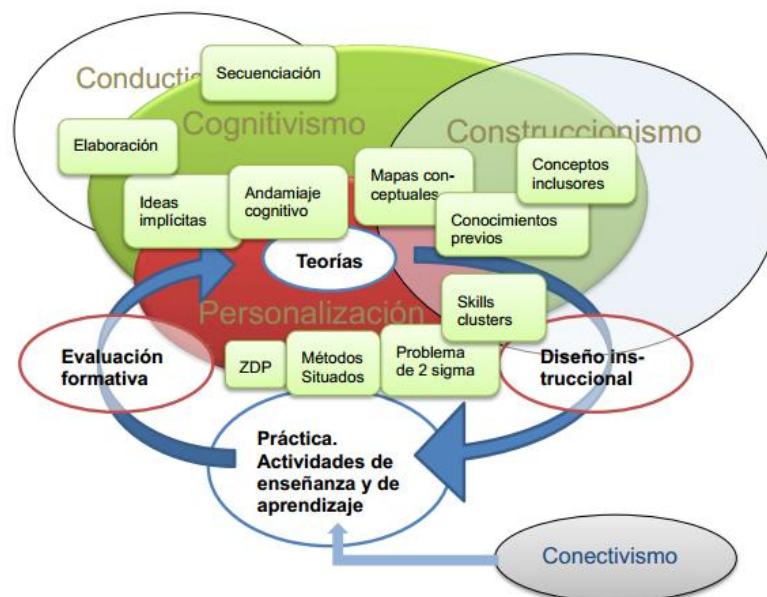 Conductis
Secuenciación
Cognitivismo
Construccionismo
Elaboración
Ideas
implícitas
Andamiaje
cognitivo
Mapas con-
ceptuales
Conceptos
inclusores
Conocimientos
previos
Teorías
Personalización
Skills
clusters
Evaluación
formativa
ZDP
Métodos
Situados
Problema
de 2 sigma
Diseño ins-
truccional
Práctica.
Actividades de
enseñanza y de
aprendizaje
Conectivismo